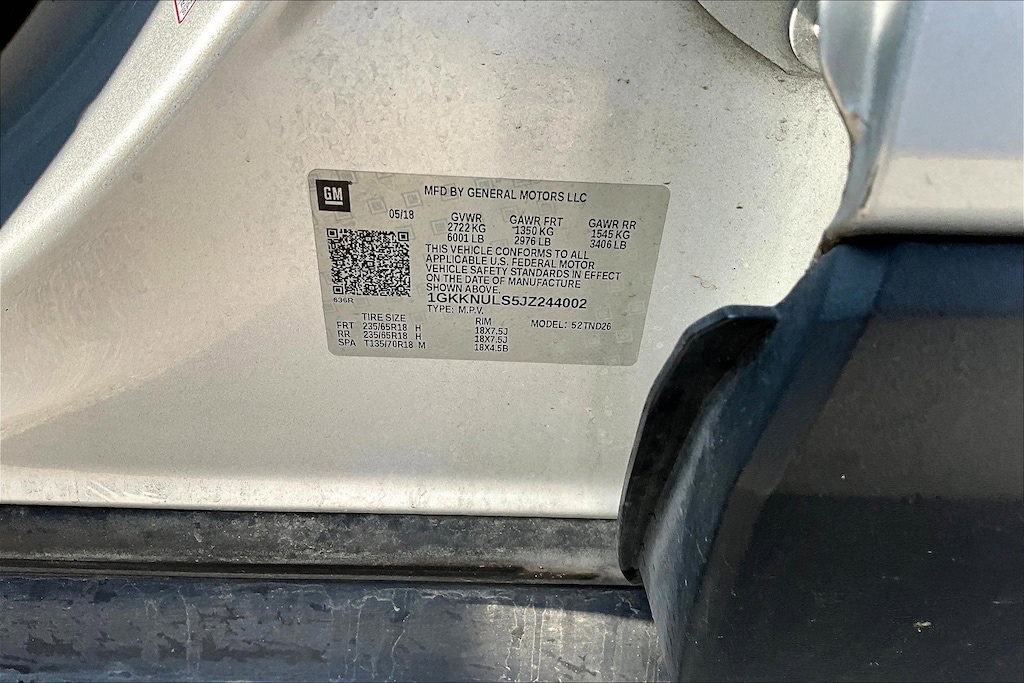 GM
MFD BY GENERAL MOTORS LLC
05/18
GVWR GAWR FRT GAWR RR
2722 KG 1350 KG 1545 KG
6001 LB 2976 LB 3406 LB
THIS VEHICLE CONFORMS TO ALL
APPLICABLE U.S. FEDERAL MOTOR
VEHICLE SAFETY STANDARDS IN EFFECT
ON THE DATE OF MANUFACTURE
SHOWN ABOVE.
636R
1GKKNULS5JZ244002
TYPE: M.P.V.
TIRE SIZE RIM MODEL: 52TND26
FRT 235/65R18 H 18X7.5J
RR 235/65R18 H 18X7.5J
SPA T135/70R18 M 18X4.5B